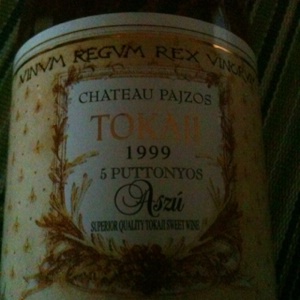 VINVM REGVM REX VINORVM
CHATEAU PAJZOS
TOKAJI
1999
5 PUTTONYOS
Aszú
SUPERIOR QUALITY TOKAJI SWEET WINE